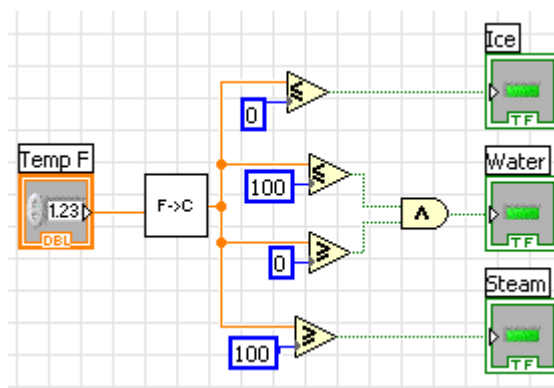 Ice
≤
0
TF
Temp F
1.23
DBL
F->C
≤
100
Water
∧
TF
≥
0
Steam
≥
100
TF